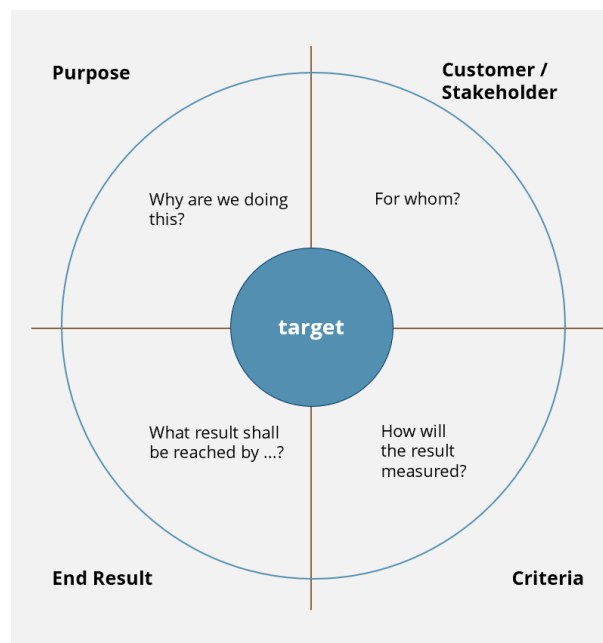 Purpose
Customer /
Stakeholder
Why are we doing
this?
For whom?
target
What result shall
be reached by ...?
How will
the result
measured?
End Result
Criteria